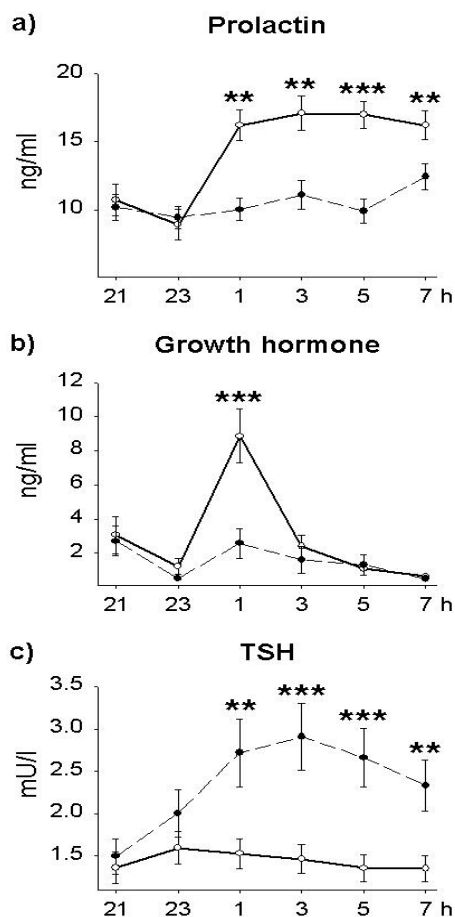 a) Prolactin
20
** ** *** **
15
ng/ml
10
21 23 1 3 5 7 h
b) Growth hormone
12
***
10
8
ng/ml
6
4
2
21 23 1 3 5 7 h
c) TSH
3.5
** *** *** **
3.0
mU/l
2.5
2.0
1.5
21 23 1 3 5 7 h